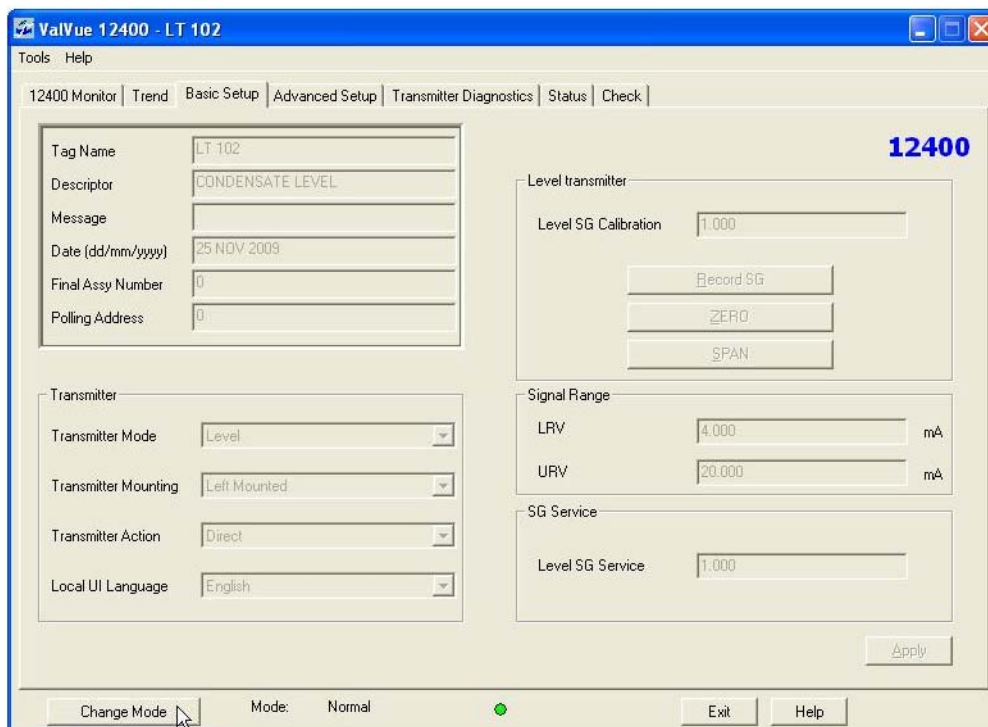 ValVue 12400 - LT 102
Tools Help
12400 Monitor Trend Basic Setup Advanced Setup Transmitter Diagnostics Status Check
12400
Tag Name LT 102
Descriptor CONDENSATE LEVEL
Message
Date (dd/mm/yyyy) 25 NOV 2009
Final Assy Number 0
Polling Address 0
Level transmitter
Level SG Calibration 1.000
Record SG
ZERO
SPAN
Transmitter
Transmitter Mode Level
Transmitter Mounting Left Mounted
Transmitter Action Direct
Local UI Language English
Signal Range
LRV 4.000 mA
URV 20.000 mA
SG Service
Level SG Service 1.000
Apply
Change Mode Mode: Normal Exit Help